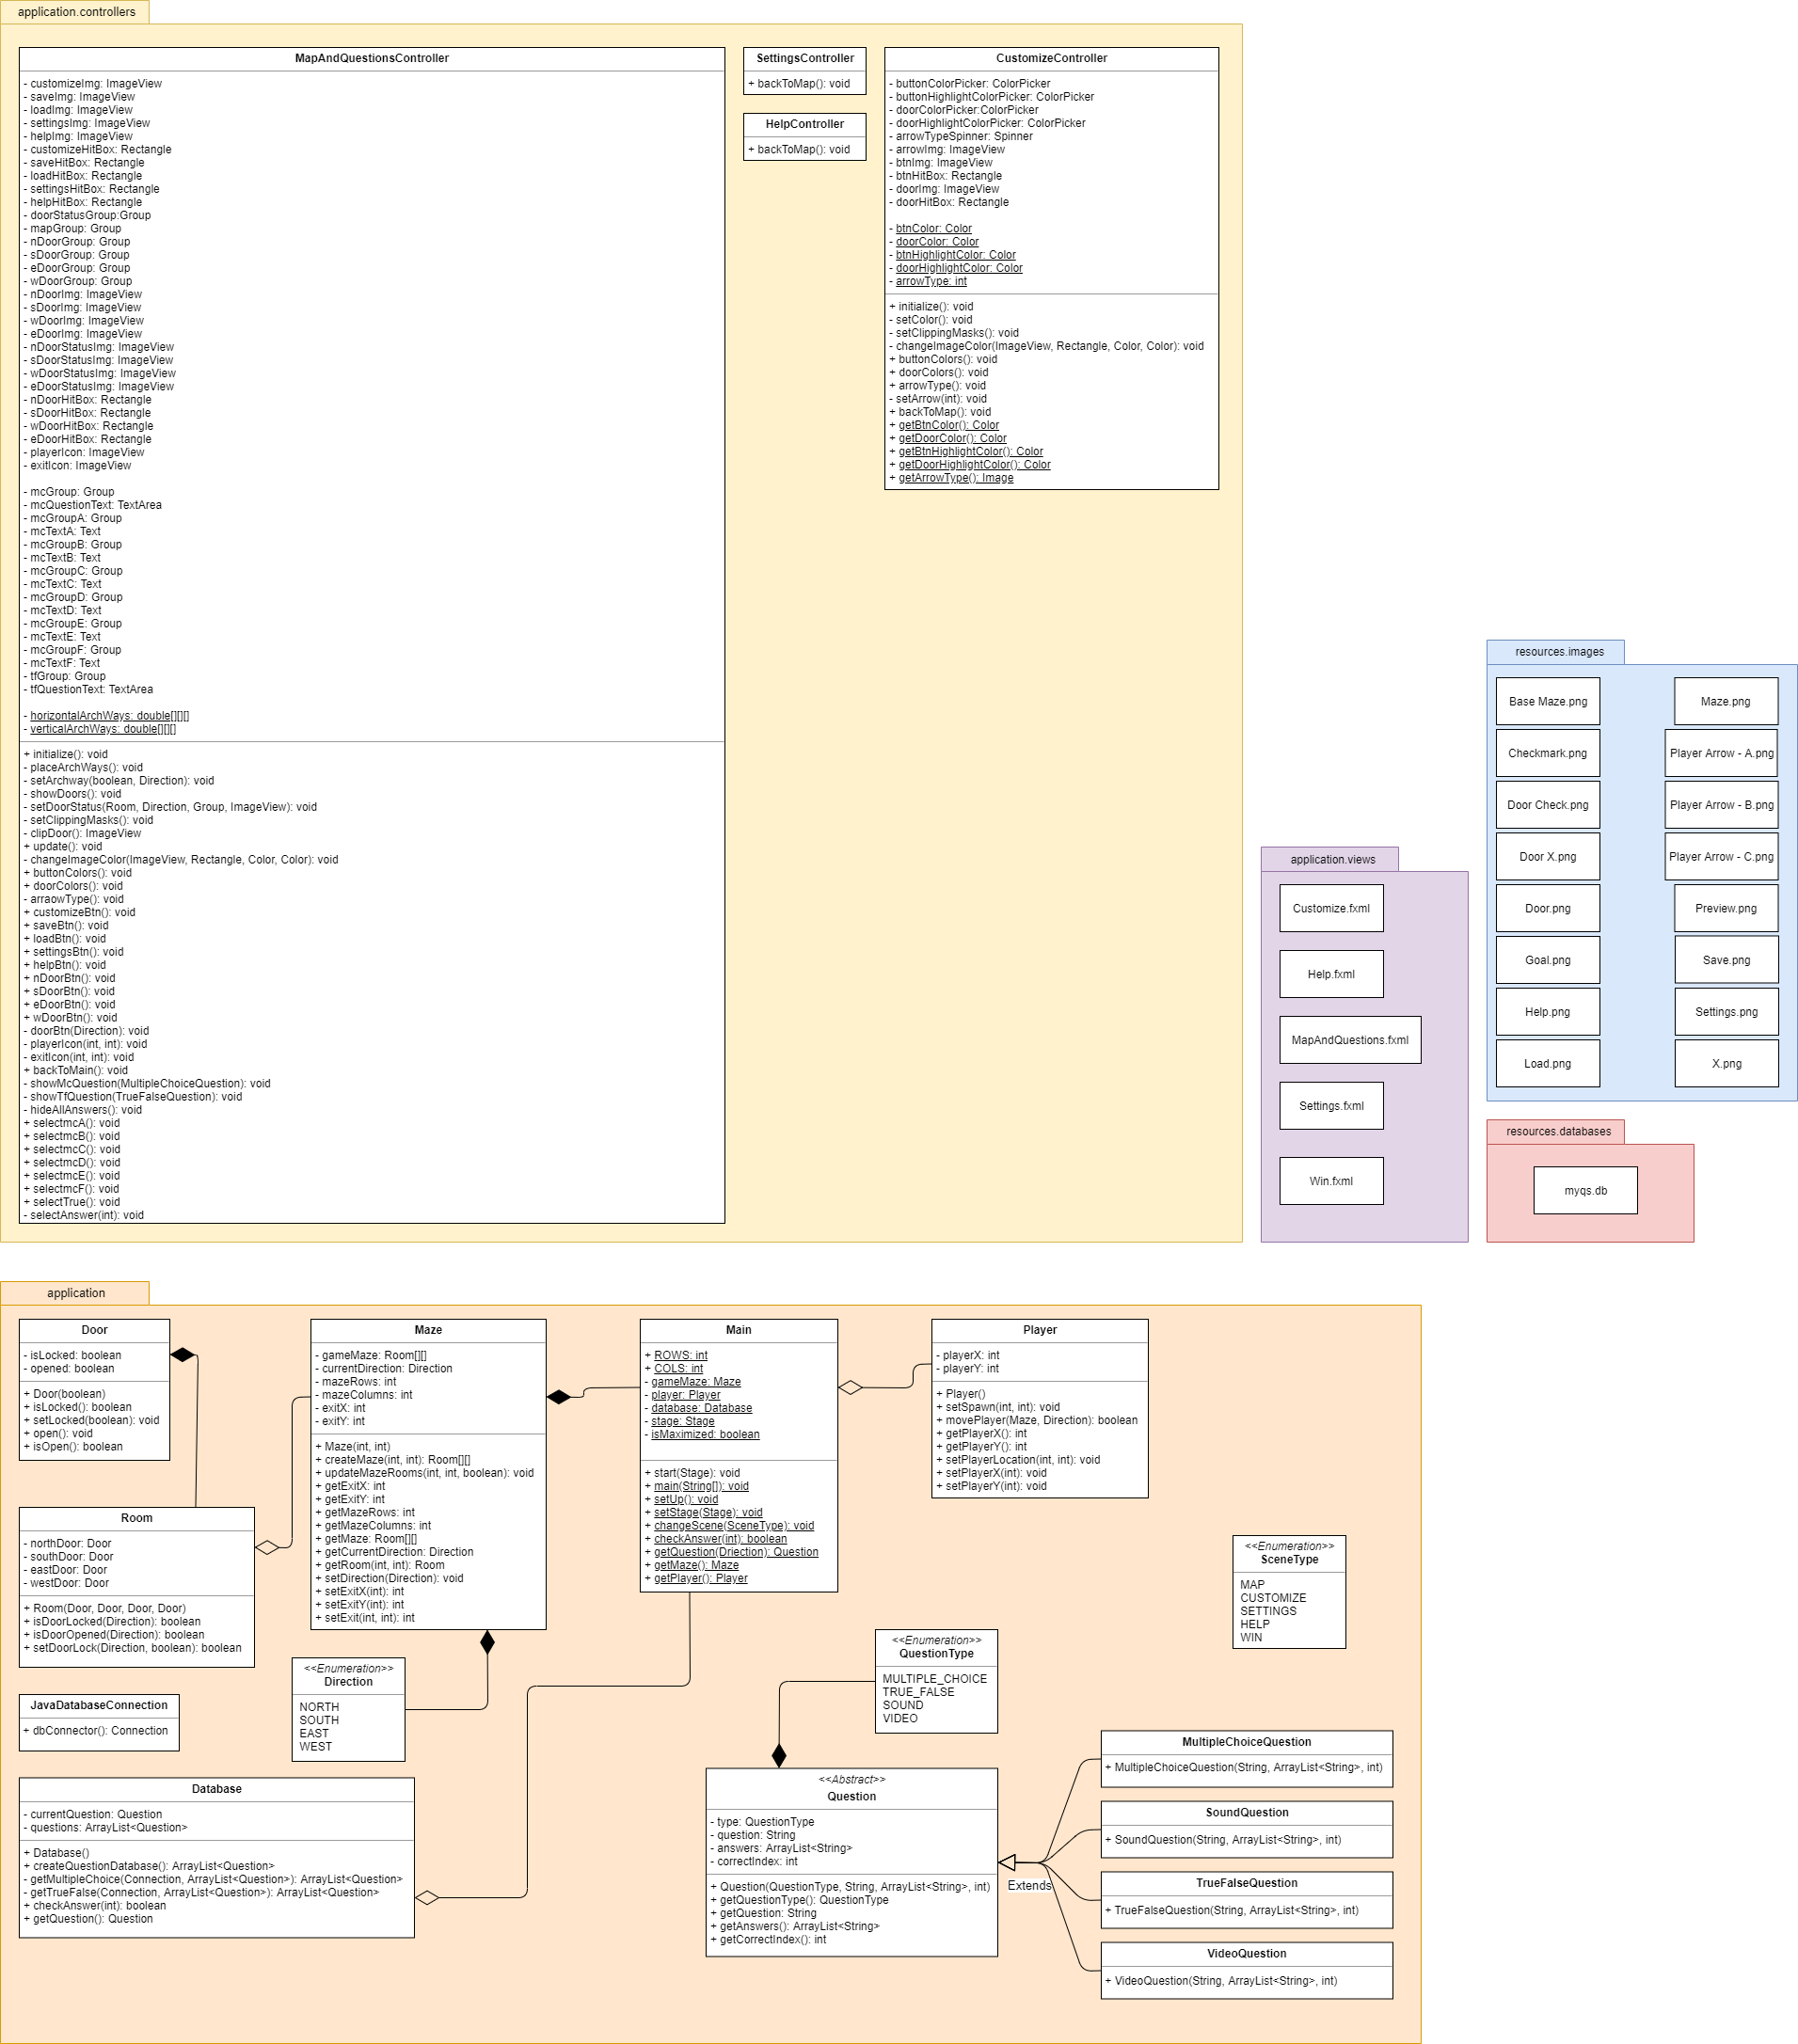 application.controllers
MapAndQuestionsController
- customizeImg: ImageView
- saveImg: ImageView
- loadImg: ImageView
- settingsImg: ImageView
- helpImg: ImageView
- customizeHitBox: Rectangle
- saveHitBox: Rectangle
- loadHitBox: Rectangle
- settingsHitBox: Rectangle
- helpHitBox: Rectangle
- doorStatusGroup:Group
- mapGroup: Group
- nDoorGroup: Group
- sDoorGroup: Group
- eDoorGroup: Group
- wDoorGroup: Group
- nDoorImg: ImageView
- sDoorImg: ImageView
- wDoorImg: ImageView
- eDoorImg: ImageView
- nDoorStatusImg: ImageView
- sDoorStatusImg: ImageView
- wDoorStatusImg: ImageView
- eDoorStatusImg: ImageView
- nDoorHitBox: Rectangle
- sDoorHitBox: Rectangle
- wDoorHitBox: Rectangle
- eDoorHitBox: Rectangle
- playerIcon: ImageView
- exitIcon: ImageView
- mcGroup: Group
- mcQuestionText: TextArea
- mcGroupA: Group
- mcTextA: Text
- mcGroupB: Group
- mcTextB: Text
- mcGroupC: Group
- mcTextC: Text
- mcGroupD: Group
- mcTextD: Text
- mcGroupE: Group
- mcTextE: Text
- mcGroupF: Group
- mcTextF: Text
- tfGroup: Group
- tfQuestionText: TextArea
- horizontalArchWays: double[][][]
- verticalArchWays: double[][][]
+ initialize(): void
- placeArchWays(): void
- setArchway(boolean, Direction): void
- showDoors(): void
- setDoorStatus(Room, Direction, Group, ImageView): void
- setClippingMasks(): void
- clipDoor(): ImageView
+ update(): void
- changeImageColor(ImageView, Rectangle, Color, Color): void
+ buttonColors(): void
+ doorColors(): void
- arraowType(): void
+ customizeBtn(): void
+ saveBtn(): void
+ loadBtn(): void
+ settingsBtn(): void
+ helpBtn(): void
+ nDoorBtn(): void
+ sDoorBtn(): void
+ eDoorBtn(): void
+ wDoorBtn(): void
- doorBtn(Direction): void
- playerIcon(int, int): void
- exitIcon(int, int): void
+ backToMain(): void
- showMcQuestion(MultipleChoiceQuestion): void
- showTfQuestion(TrueFalseQuestion): void
- hideAllAnswers(): void
+ selectmcA(): void
+ selectmcB(): void
+ selectmcC(): void
+ selectmcD(): void
+ selectmcE(): void
+ selectmcF(): void
+ selectTrue(): void
- selectAnswer(int): void
SettingsController
+ backToMap(): void
HelpController
+ backToMap(): void
CustomizeController
- buttonColorPicker: ColorPicker
- buttonHighlightColorPicker: ColorPicker
- doorColorPicker:ColorPicker
- doorHighlightColorPicker: ColorPicker
- arrowTypeSpinner: Spinner
- arrowImg: ImageView
- btnImg: ImageView
- btnHitBox: Rectangle
- doorImg: ImageView
- doorHitBox: Rectangle
- btnColor: Color
- doorColor: Color
- btnHighlightColor: Color
- doorHighlightColor: Color
- arrowType: int
+ initialize(): void
- setColor(): void
- setClippingMasks(): void
- changeImageColor(ImageView, Rectangle, Color, Color): void
+ buttonColors(): void
+ doorColors(): void
+ arrowType(): void
- setArrow(int): void
+ backToMap(): void
+ getBtnColor(): Color
+ getDoorColor(): Color
+ getBtnHighlightColor(): Color
+ getDoorHighlightColor(): Color
+ getArrowType(): Image
application.views
Customize.fxml
Help.fxml
MapAndQuestions.fxml
Settings.fxml
Win.fxml
resources.images
Base Maze.png
Maze.png
Checkmark.png
Player Arrow - A.png
Door Check.png
Player Arrow - B.png
Door X.png
Player Arrow - C.png
Door.png
Preview.png
Goal.png
Save.png
Help.png
Settings.png
Load.png
X.png
resources.databases
myqs.db
application
Door
- isLocked: boolean
- opened: boolean
+ Door(boolean)
+ isLocked(): boolean
+ setLocked(boolean): void
+ open(): void
+ isOpen(): boolean
Maze
- gameMaze: Room[][]
- currentDirection: Direction
- mazeRows: int
- mazeColumns: int
- exitX: int
- exitY: int
+ Maze(int, int)
+ createMaze(int, int): Room[][]
+ updateMazeRooms(int, int, boolean): void
+ getExitX: int
+ getExitY: int
+ getMazeRows: int
+ getMazeColumns: int
+ getMaze: Room[][]
+ getCurrentDirection: Direction
+ getRoom(int, int): Room
+ setDirection(Direction): void
+ setExitX(int): int
+ setExitY(int): int
+ setExit(int, int): int
Main
+ ROWS: int
+ COLS: int
- gameMaze: Maze
- player: Player
- database: Database
- stage: Stage
- isMaximized: boolean
+ start(Stage): void
+ main(String[]): void
+ setUp(): void
+ setStage(Stage): void
+ changeScene(SceneType): void
+ checkAnswer(int): boolean
+ getQuestion(Driection): Question
+ getMaze(): Maze
+ getPlayer(): Player
Player
- playerX: int
- playerY: int
+ Player()
+ setSpawn(int, int): void
+ movePlayer(Maze, Direction): boolean
+ getPlayerX(): int
+ getPlayerY(): int
+ setPlayerLocation(int, int): void
+ setPlayerX(int): void
+ setPlayerY(int): void
Room
- northDoor: Door
- southDoor: Door
- eastDoor: Door
- westDoor: Door
+ Room(Door, Door, Door, Door)
+ isDoorLocked(Direction): boolean
+ isDoorOpened(Direction): boolean
+ setDoorLock(Direction, boolean): boolean
<<Enumeration>>
SceneType
MAP
CUSTOMIZE
SETTINGS
HELP
WIN
<<Enumeration>>
Direction
NORTH
SOUTH
EAST
WEST
<<Enumeration>>
QuestionType
MULTIPLE_CHOICE
TRUE_FALSE
SOUND
VIDEO
JavaDatabaseConnection
+ dbConnector(): Connection
Database
- currentQuestion: Question
- questions: ArrayList<Question>
+ Database()
+ createQuestionDatabase(): ArrayList<Question>
- getMultipleChoice(Connection, ArrayList<Question>): ArrayList<Question>
- getTrueFalse(Connection, ArrayList<Question>): ArrayList<Question>
+ checkAnswer(int): boolean
+ getQuestion(): Question
<<Abstract>>
Question
- type: QuestionType
- question: String
- answers: ArrayList<String>
- correctIndex: int
+ Question(QuestionType, String, ArrayList<String>, int)
+ getQuestionType(): QuestionType
+ getQuestion: String
+ getAnswers(): ArrayList<String>
+ getCorrectIndex(): int
Extends
MultipleChoiceQuestion
+ MultipleChoiceQuestion(String, ArrayList<String>, int)
SoundQuestion
+ SoundQuestion(String, ArrayList<String>, int)
TrueFalseQuestion
+ TrueFalseQuestion(String, ArrayList<String>, int)
VideoQuestion
+ VideoQuestion(String, ArrayList<String>, int)